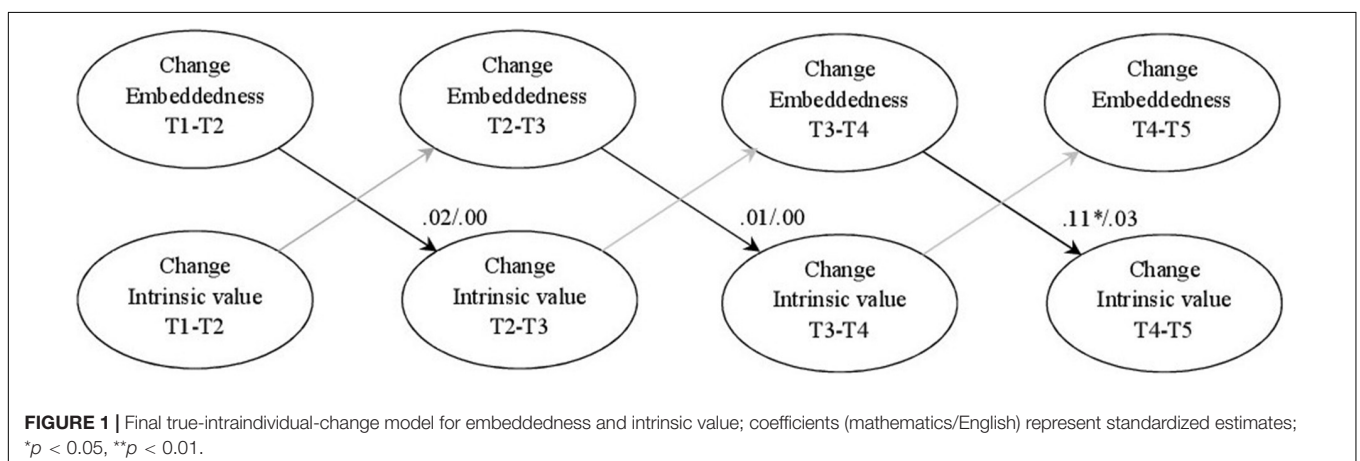 Change
Embeddedness
T1-T2
Change
Embeddedness
T2-T3
Change
Embeddedness
T3-T4
Change
Embeddedness
T4-T5
.02/.00
.01/.00
.11*/.03
Change
Intrinsic value
T1-T2
Change
Intrinsic value
T2-T3
Change
Intrinsic value
T3-T4
Change
Intrinsic value
T4-T5
FIGURE 1 | Final true-intraindividual-change model for embeddedness and intrinsic value; coefficients (mathematics/English) represent standardized estimates;
*p < 0.05, **p < 0.01.